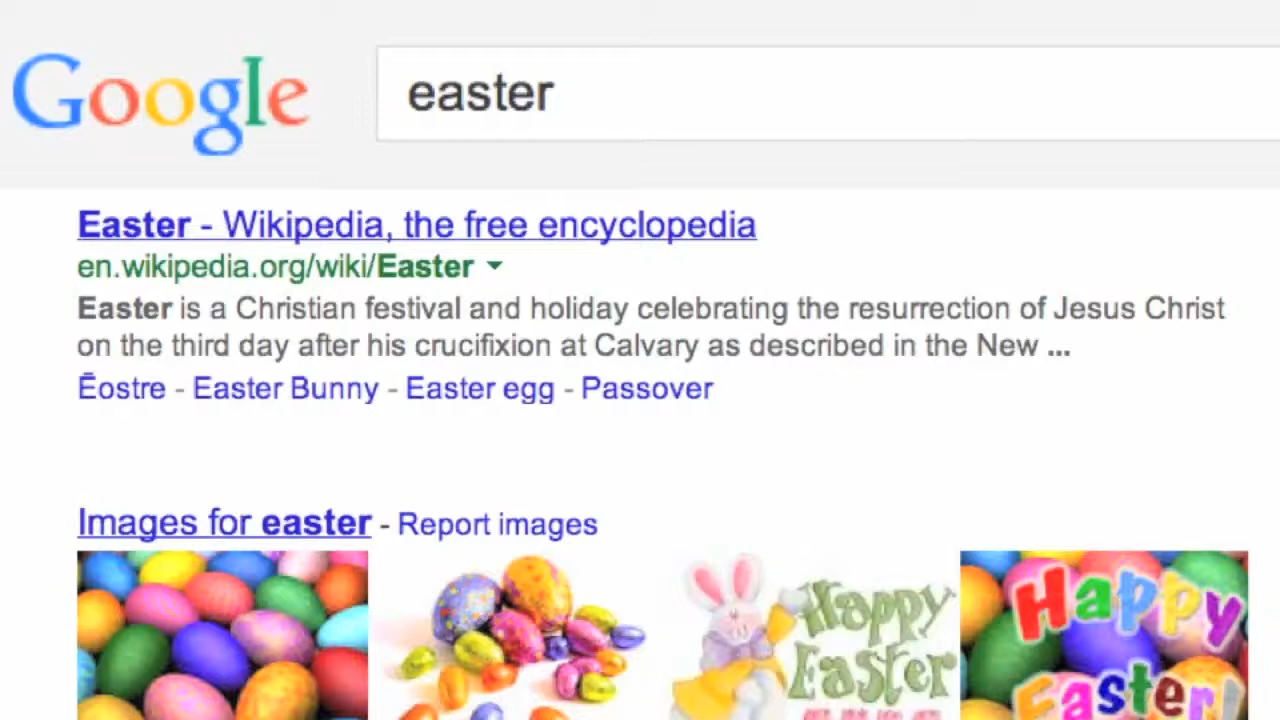 Google
easter
Easter - Wikipedia, the free encyclopedia
en.wikipedia.org/wiki/Easter
Easter is a Christian festival and holiday celebrating the resurrection of Jesus Christ
on the third day after his crucifixion at Calvary as described in the New ...
Ēostre - Easter Bunny - Easter egg - Passover
Images for easter - Report images
Happy
Easter
Happy
Easter!